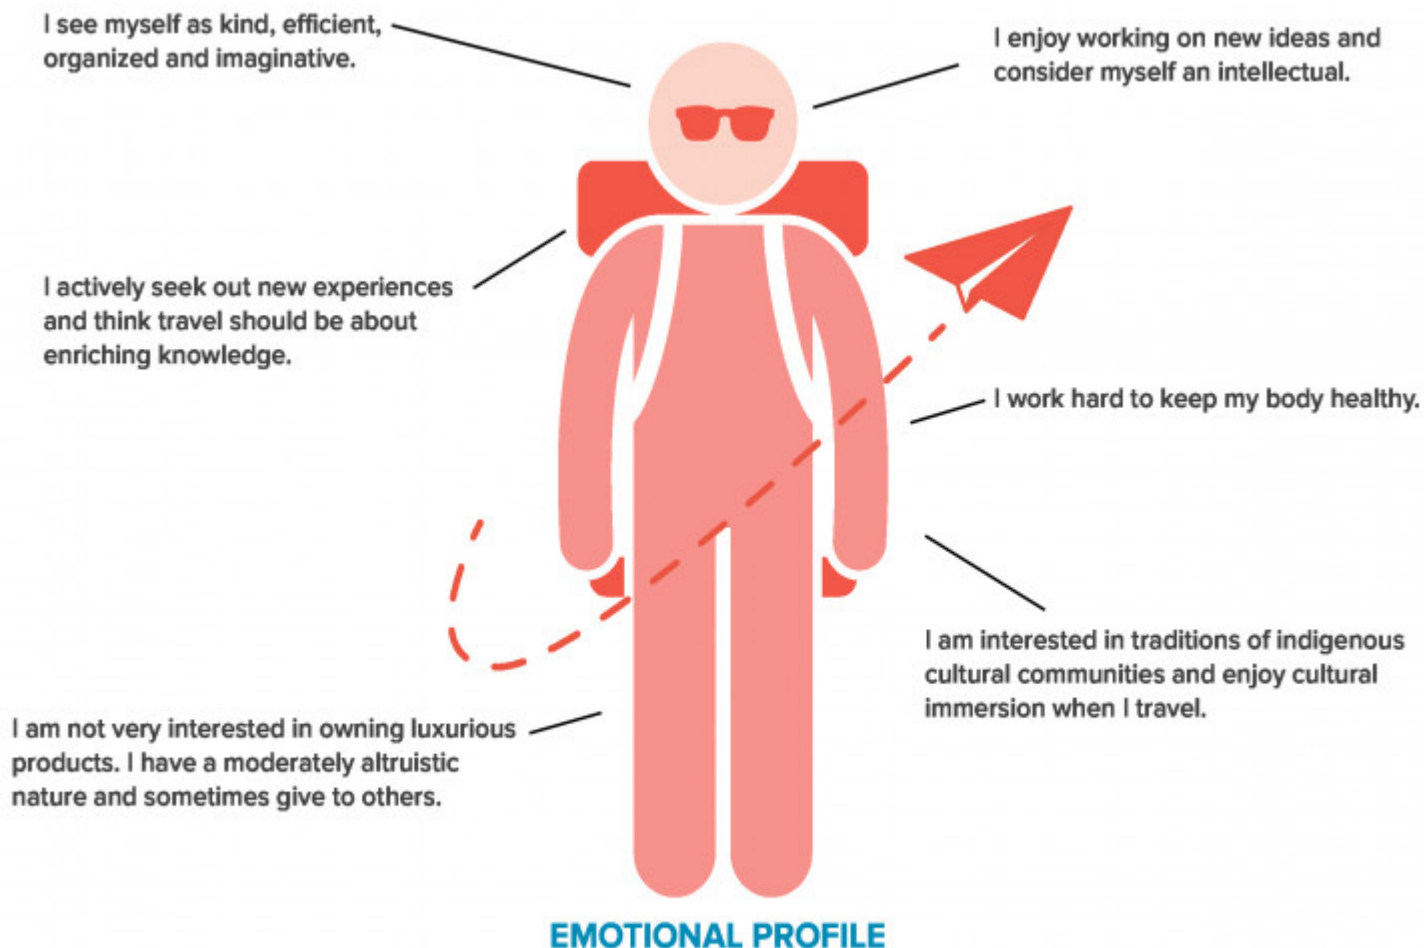 I see myself as kind, efficient,
organized and imaginative.
I enjoy working on new ideas and
consider myself an intellectual.
I actively seek out new experiences
and think travel should be about
enriching knowledge.
I work hard to keep my body healthy.
I am interested in traditions of indigenous
cultural communities and enjoy cultural
immersion when I travel.
I am not very interested in owning luxurious
products. I have a moderately altruistic
nature and sometimes give to others.
EMOTIONAL PROFILE